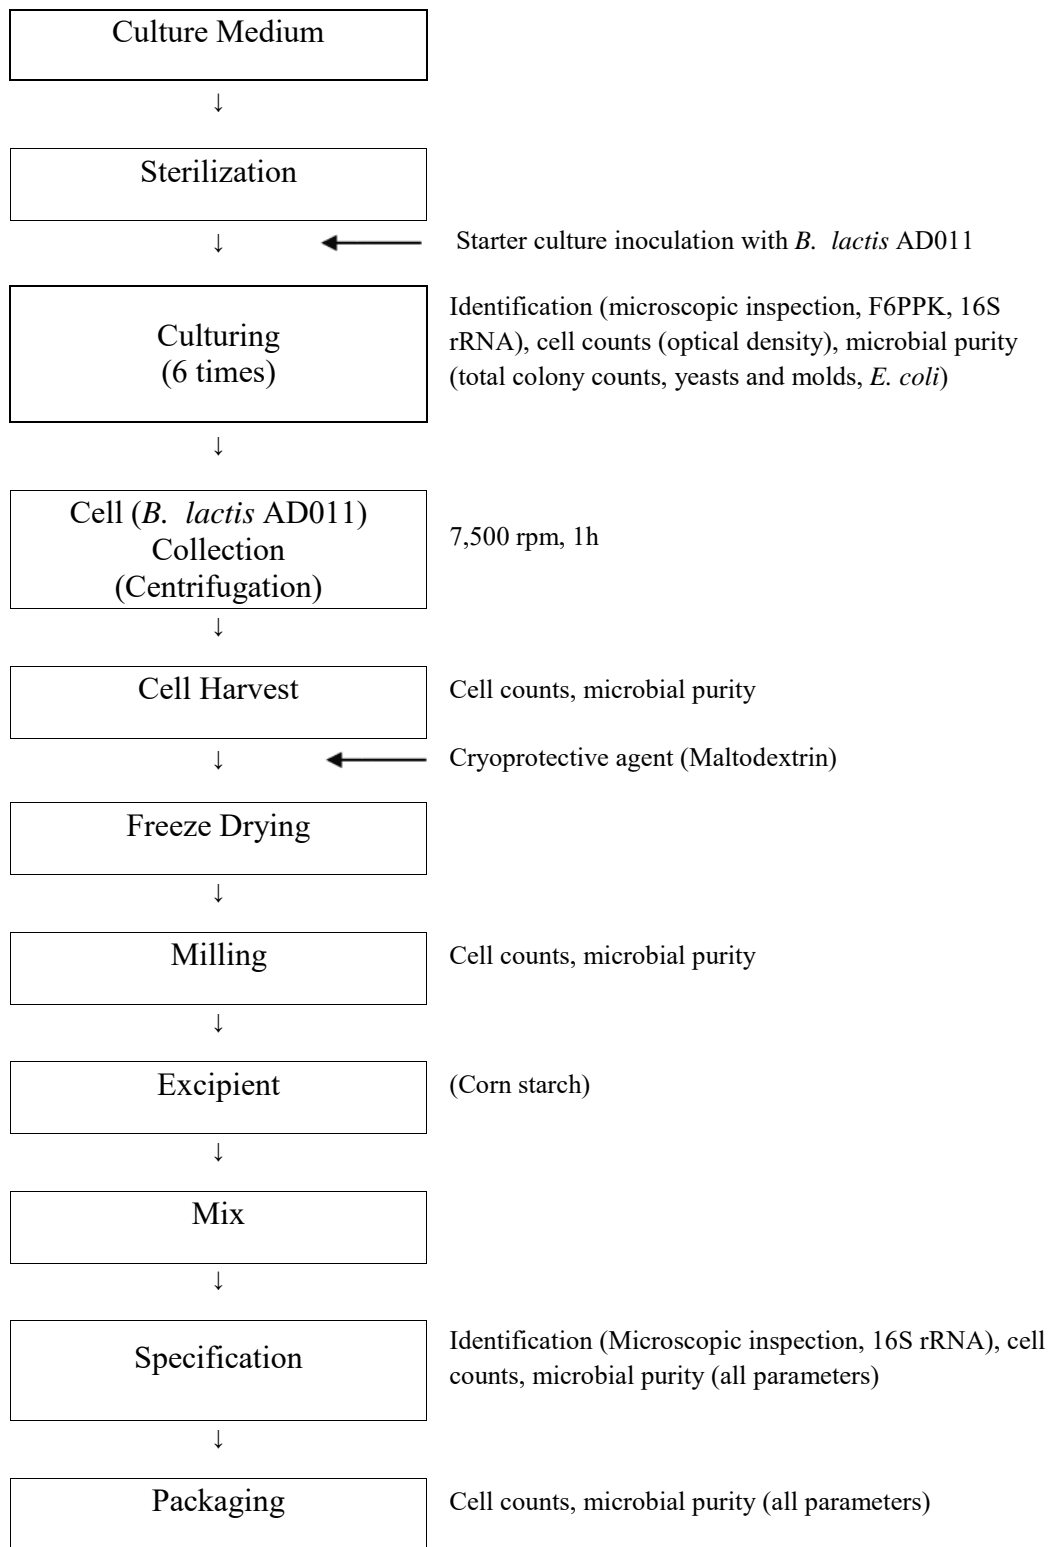 Culture Medium
↓
Sterilization
↓
Starter culture inoculation with B. lactis AD011
Culturing
(6 times)
Identification (microscopic inspection, F6PPK, 16S
rRNA), cell counts (optical density), microbial purity
(total colony counts, yeasts and molds, E. coli)
↓
Cell (B. lactis AD011)
Collection
(Centrifugation)
7,500 rpm, 1h
↓
Cell Harvest
Cell counts, microbial purity
↓
Cryoprotective agent (Maltodextrin)
Freeze Drying
↓
Milling
Cell counts, microbial purity
↓
Excipient
(Corn starch)
↓
Mix
↓
Specification
Identification (Microscopic inspection, 16S rRNA), cell
counts, microbial purity (all parameters)
↓
Packaging
Cell counts, microbial purity (all parameters)